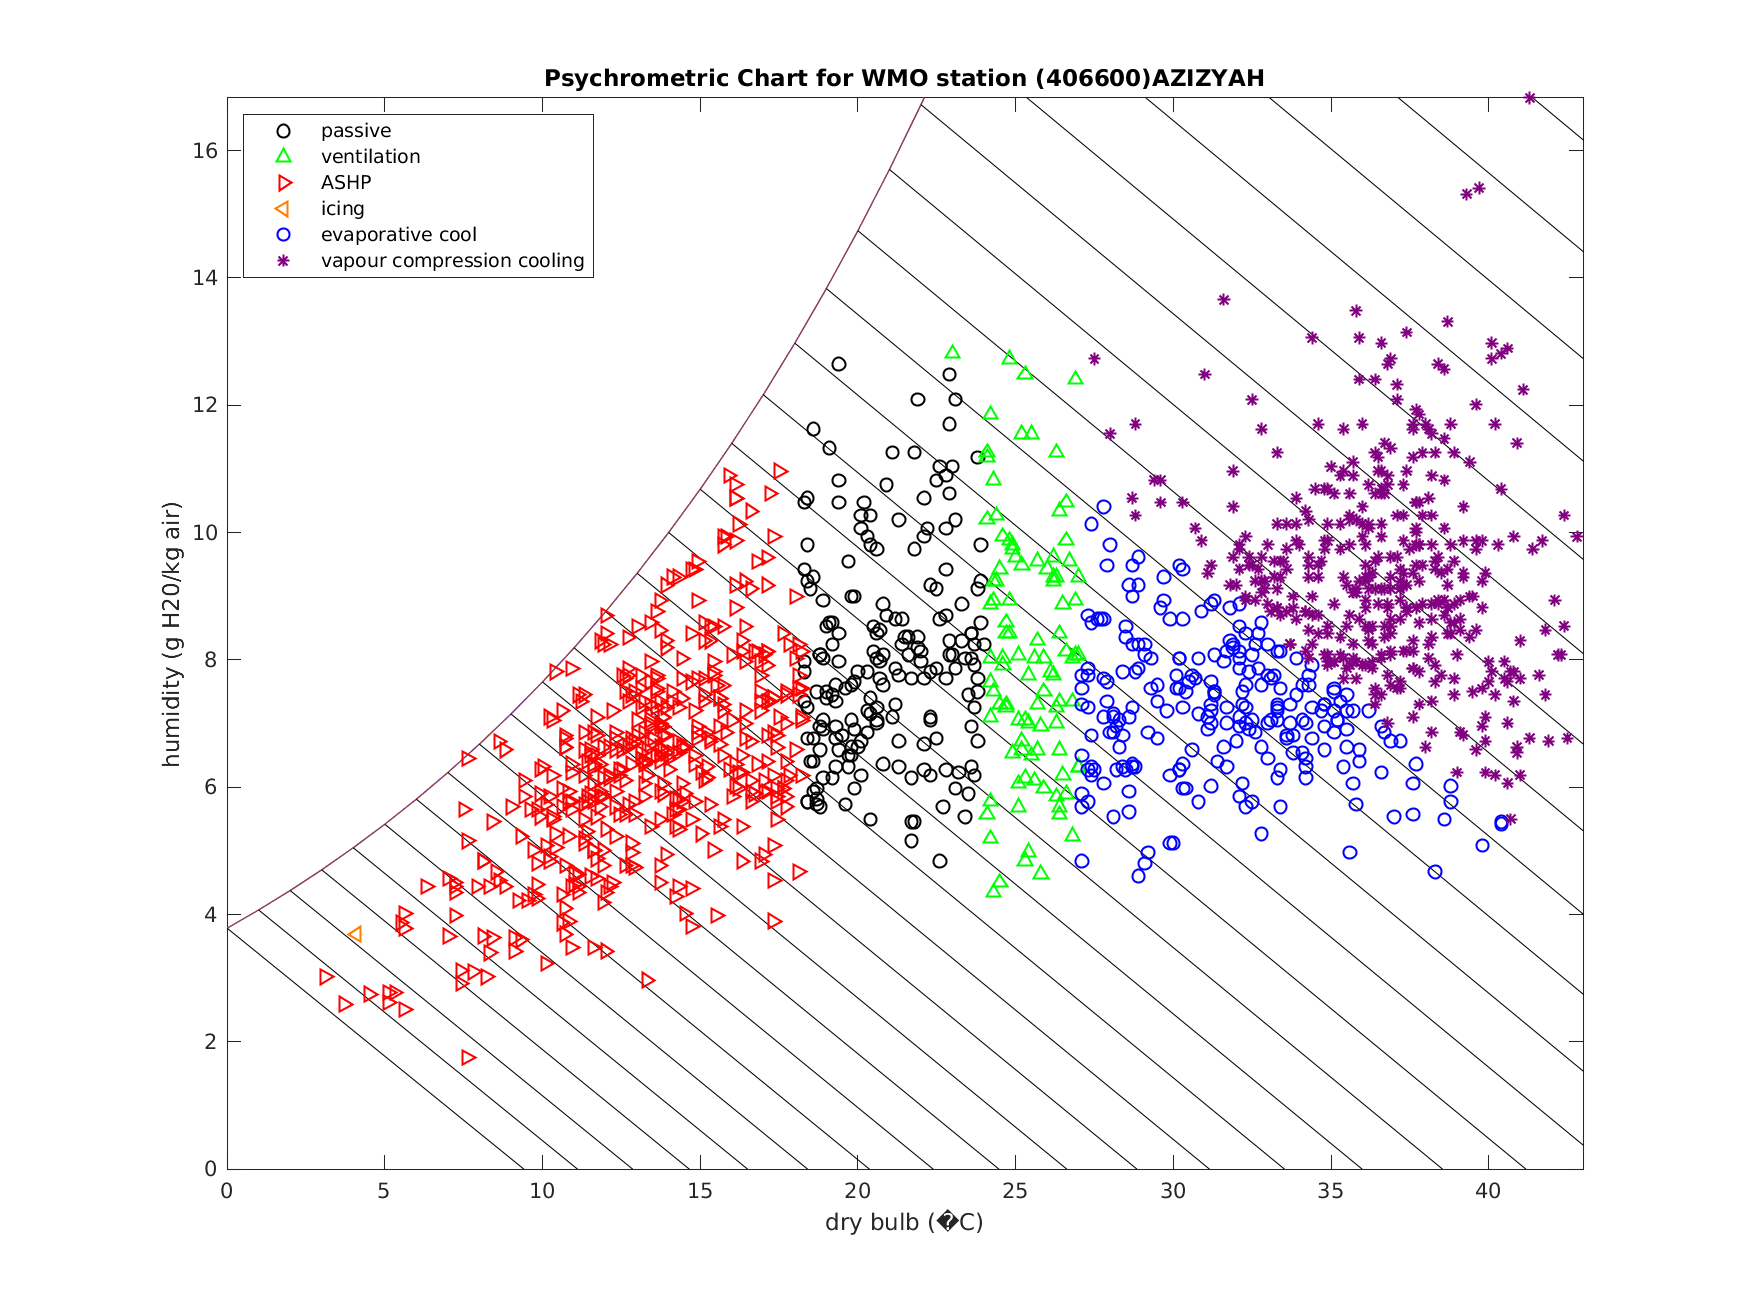 Psychrometric Chart for WMO station (406600)AZIZYAH
passive
ventilation
ASHP
icing
evaporative cool
vapour compression cooling
humidity (g H20/kg air)
16
14
12
10
8
6
4
2
0
0 5 10 15 20 25 30 35 40
dry bulb (�C)